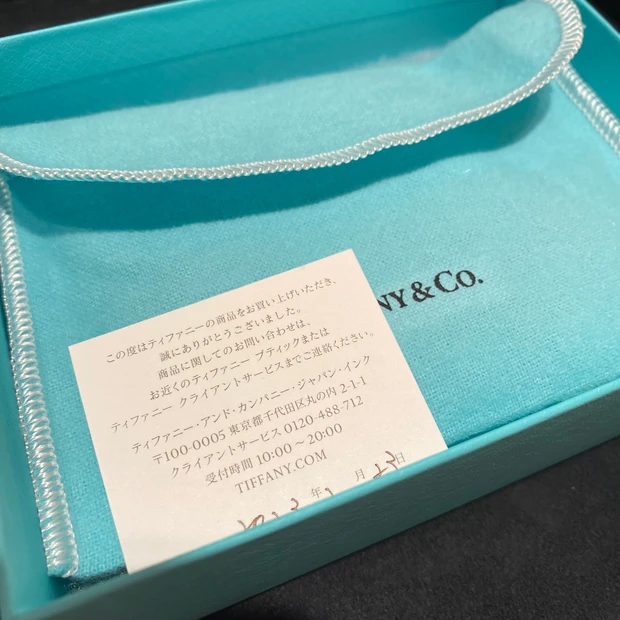 NY & Co.
この度はティファニーの商品をお買い上げいただき、
誠にありがとうございました。
商品に関してのお問い合わせは、
お近くのティファニー ブティックまたは
ティファニー クライアントサービスまでご連絡ください。
ティファニー・アンド・カンパニー・ジャパン・インク
〒100-0005 東京都千代田区丸の内 2-1-1
クライアントサービス 0120-488-712
受付時間 10:00～20:00
TIFFANY.COM
年 月 23日